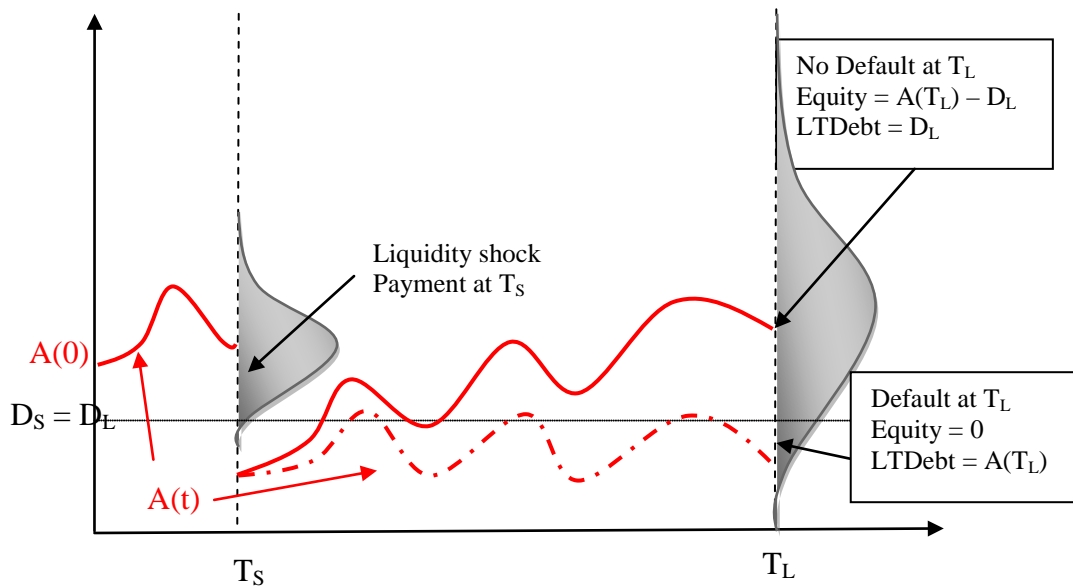 No Default at T_L
Equity = A(T_L) – D_L
LTDebt = D_L
Liquidity shock
Payment at T_S
A(0)
D_S = D_L
Default at T_L
Equity = 0
LTDebt = A(T_L)
A(t)
T_S
T_L